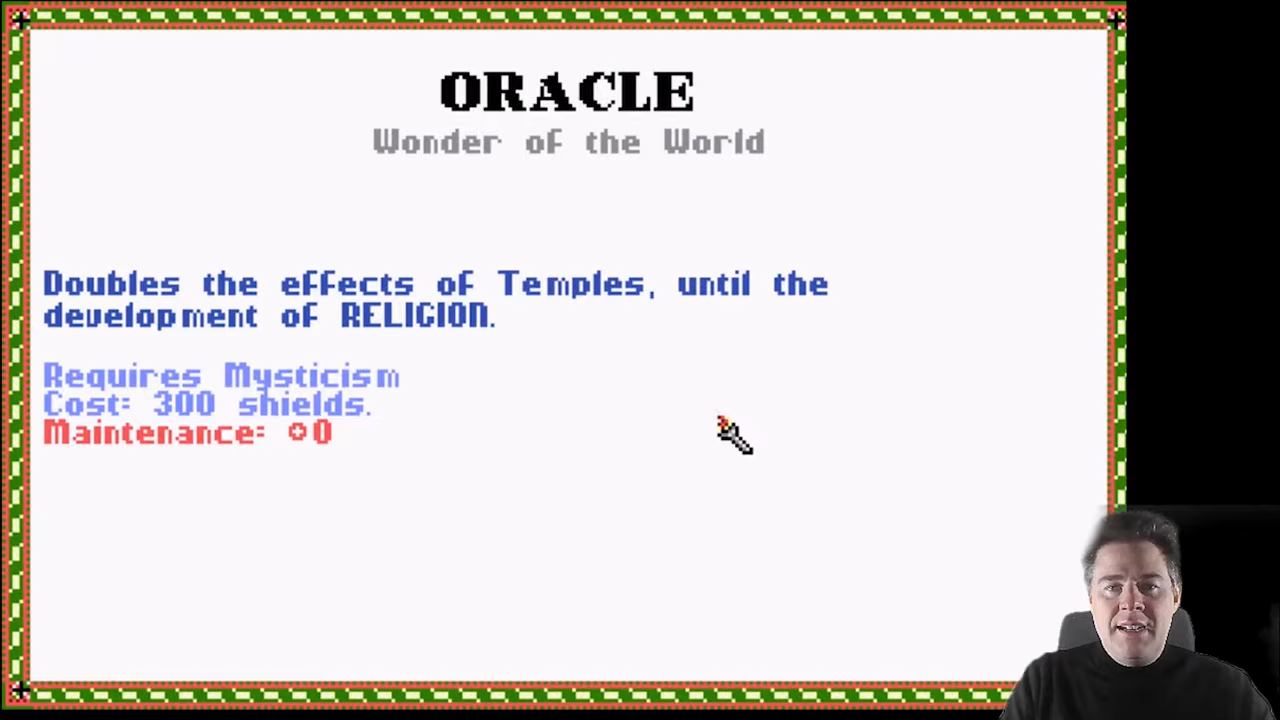 ORACLE
Wonder of the World
Doubles the effects of Temples, until the
development of RELIGION.
Requires Mysticism
Cost: 300 shields.
Maintenance: 0